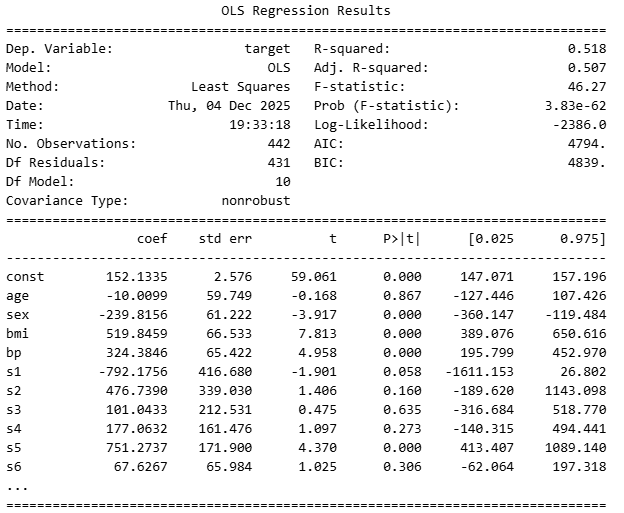 OLS Regression Results
==============================================================================
Dep. Variable:                 target   R-squared:                       0.518
Model:                            OLS   Adj. R-squared:                  0.507
Method:                 Least Squares   F-statistic:                     46.27
Date:                Thu, 04 Dec 2025   Prob (F-statistic):           3.83e-62
Time:                        19:33:18   Log-Likelihood:                -2386.0
No. Observations:                 442   AIC:                             4794.
Df Residuals:                     431   BIC:                             4839.
Df Model:                          10
Covariance Type:            nonrobust
==============================================================================
                 coef    std err          t      P>|t|      [0.025      0.975]
------------------------------------------------------------------------------
const        152.1335      2.576     59.061      0.000     147.071     157.196
age          -10.0099     59.749     -0.168      0.867    -127.446     107.426
sex         -239.8156     61.222     -3.917      0.000    -360.147    -119.484
bmi          519.8459     66.533      7.813      0.000     389.076     650.616
bp           324.3846     65.422      4.958      0.000     195.799     452.970
s1          -792.1756    416.680     -1.901      0.058   -1611.153      26.802
s2           476.7390    339.030      1.406      0.160    -189.620    1143.098
s3           101.0433    212.531      0.475      0.635    -316.684     518.770
s4           177.0632    161.476      1.097      0.273    -140.315     494.441
s5           751.2737    171.900      4.370      0.000     413.407    1089.140
s6            67.6267     65.984      1.025      0.306     -62.064     197.318
...
==============================================================================